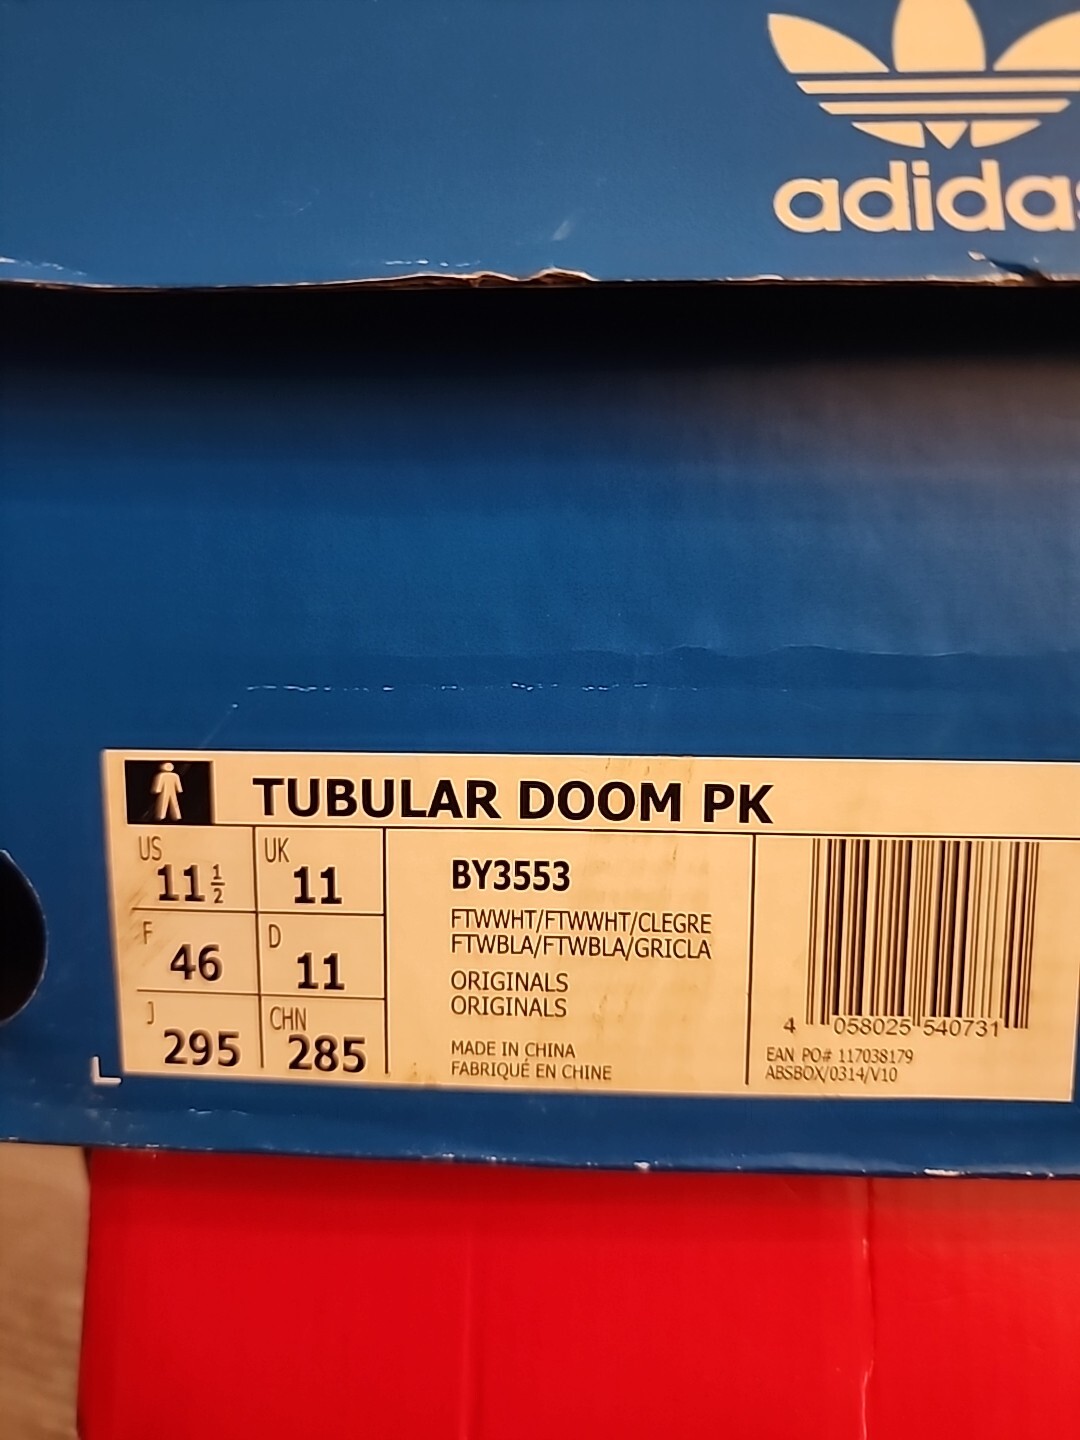 adidas
TUBULAR DOOM PK
US 11 1/2 UK 11
F 46 D 11
J 295 CHN 285
BY3553
FTWWHT/FTWWHT/CLEGRE
FTWBLA/FTWBLA/GRICLA
ORIGINALS
ORIGINALS
MADE IN CHINA
FABRIQUÉ EN CHINE
4 058025 540731
EAN PO# 117038179
ABSBOX/0314/V10